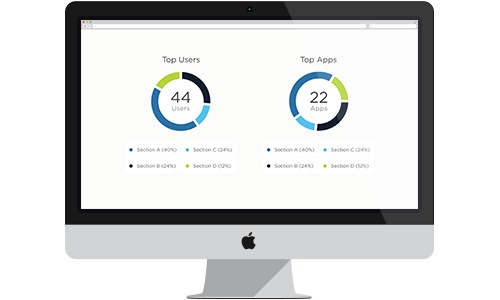 Top Users
44
Users
Section A (40%) Section C (24%)
Section B (24%) Section D (12%)
Top Apps
22
Apps
Section A (40%) Section C (24%)
Section B (24%) Section D (12%)